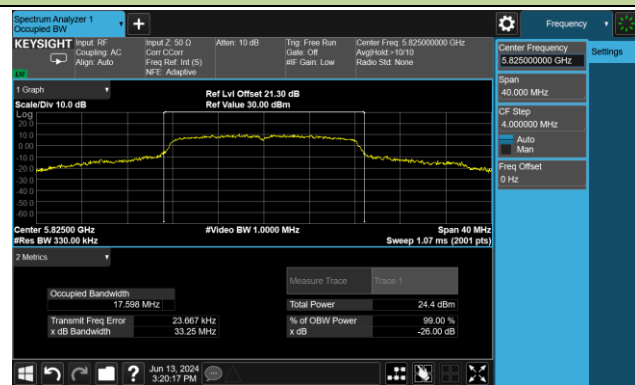 Spectrum Analyzer 1
Occupied BW
Frequency
KEYSIGHT
Input: RF
Coupling: AC
Align: Auto
Input Z: 50 Ω
Corr CCorr
Freq Ref: Int (S)
NFE: Adaptive
Atten: 10 dB
Trig: Free Run
Gate: Off
#IF Gain: Low
Center Freq: 5.825000000 GHz
Avg|Hold:>10/10
Radio Std: None
Center Frequency
5.825000000 GHz
Settings
Span
40.000 MHz
CF Step
4.000000 MHz
Auto
Man
Freq Offset
0 Hz
1 Graph
Scale/Div 10.0 dB
Ref Lvl Offset 21.30 dB
Ref Value 30.00 dBm
Log
20.0
10.0
0.00
-10.0
-20.0
-30.0
-40.0
-50.0
-60.0
Center 5.82500 GHz
#Res BW 330.00 kHz
#Video BW 1.0000 MHz
Span 40 MHz
Sweep 1.07 ms (2001 pts)
2 Metrics
Measure Trace
Trace 1
Occupied Bandwidth
17.598 MHz
Total Power
24.4 dBm
Transmit Freq Error
23.667 kHz
% of OBW Power
99.00 %
x dB Bandwidth
33.25 MHz
x dB
-26.00 dB
Jun 13, 2024
3:20:17 PM